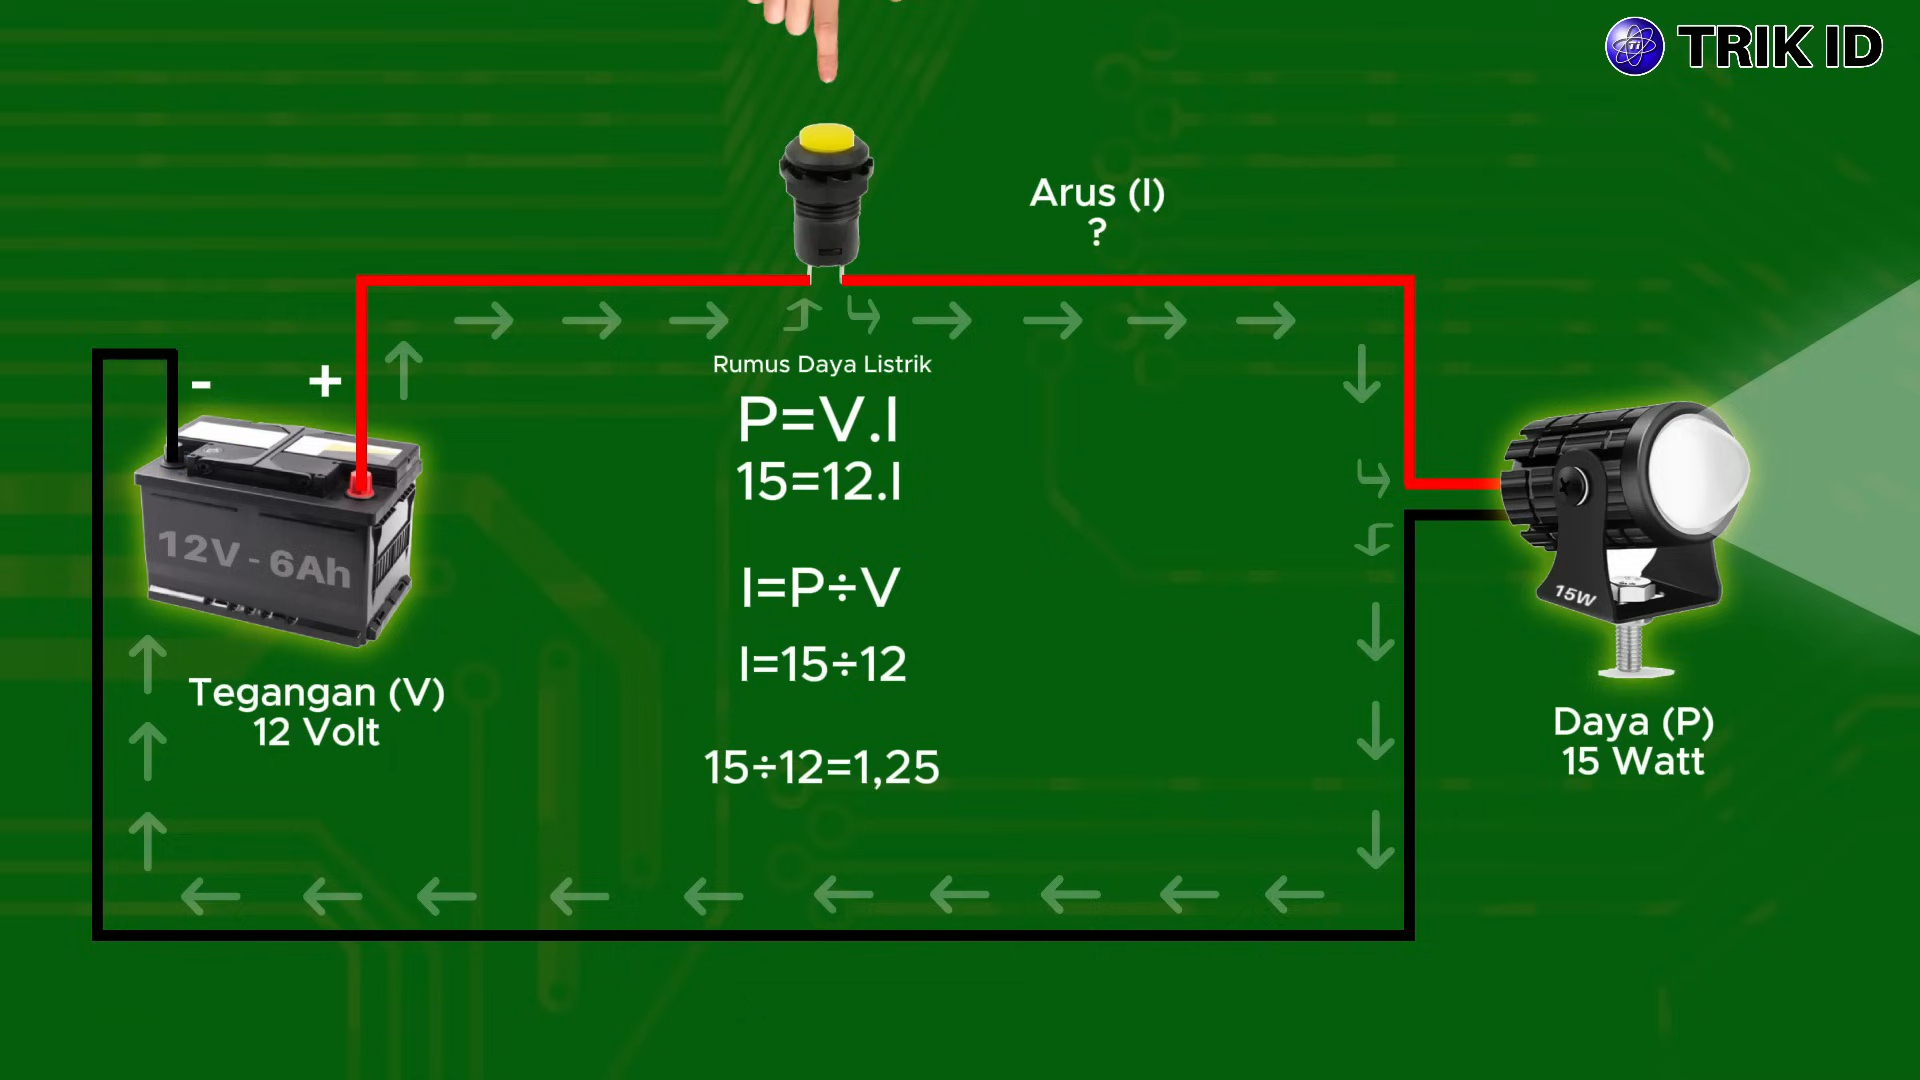 TRIK ID
Arus (I)
?
Rumus Daya Listrik
P=V.I
15=12.I
I=P÷V
I=15÷12
15÷12=1,25
- +
12V - 6Ah
Tegangan (V)
12 Volt
15W
Daya (P)
15 Watt